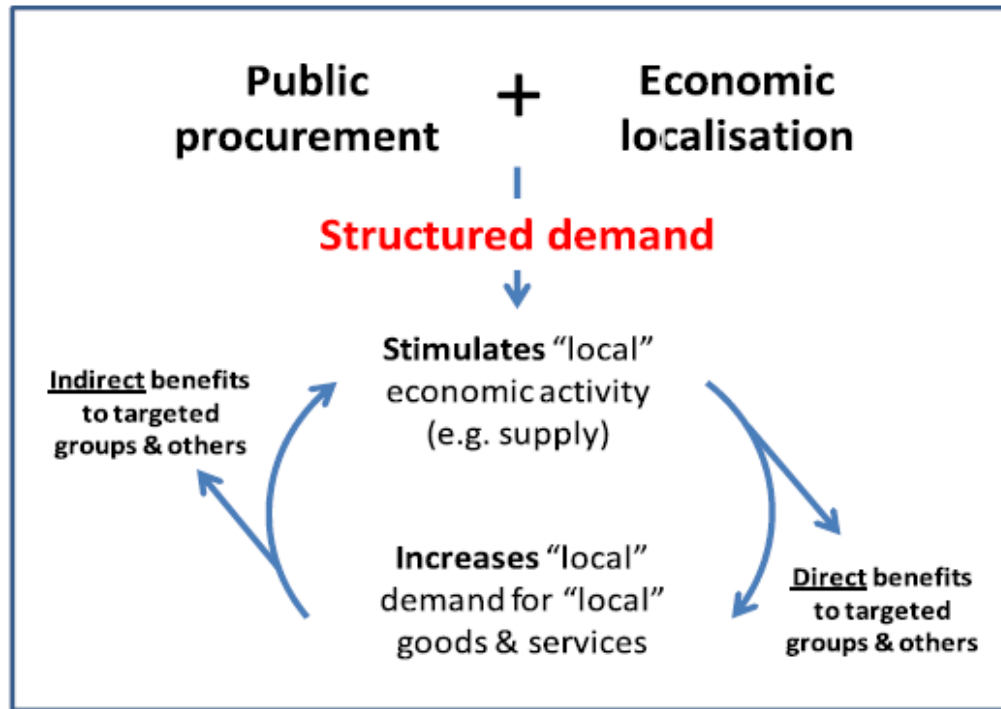 Public
procurement
+
Economic
localisation
Structured demand
Stimulates “local”
economic activity
(e.g. supply)
Indirect benefits
to targeted
groups & others
Increases “local”
demand for “local”
goods & services
Direct benefits
to targeted
groups & others